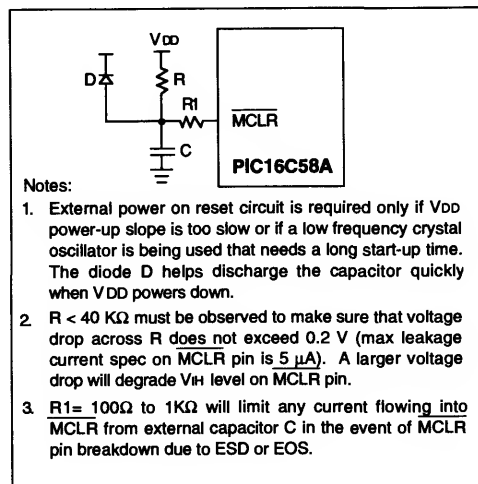 VDD
D
R
R1
MCLR
C
PIC16C58A
Notes:
1. External power on reset circuit is required only if VDD
power-up slope is too slow or if a low frequency crystal
oscillator is being used that needs a long start-up time.
The diode D helps discharge the capacitor quickly
when VDD powers down.
2. R < 40 KΩ must be observed to make sure that voltage
drop across R does not exceed 0.2 V (max leakage
current spec on MCLR pin is 5 µA). A larger voltage
drop will degrade VIH level on MCLR pin.
3. R1= 100Ω to 1KΩ will limit any current flowing into
MCLR from external capacitor C in the event of MCLR
pin breakdown due to ESD or EOS.